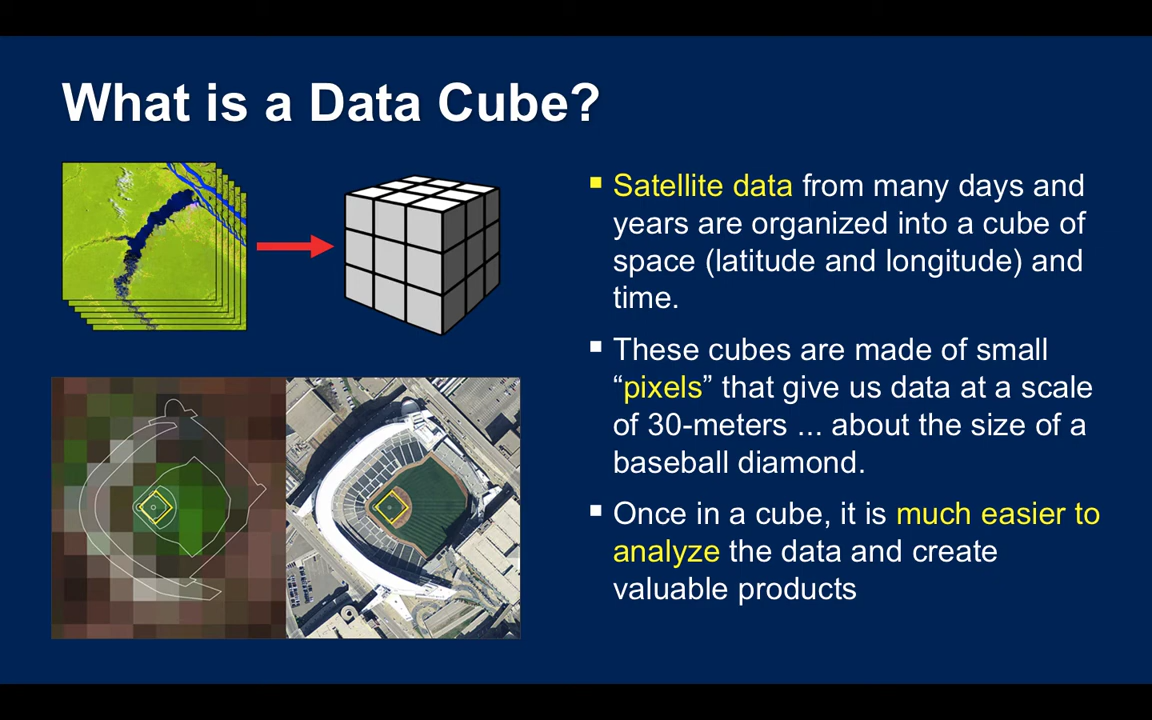 What is a Data Cube?
Satellite data from many days and
years are organized into a cube of
space (latitude and longitude) and
time.
These cubes are made of small
“pixels” that give us data at a scale
of 30-meters ... about the size of a
baseball diamond.
Once in a cube, it is much easier to
analyze the data and create
valuable products